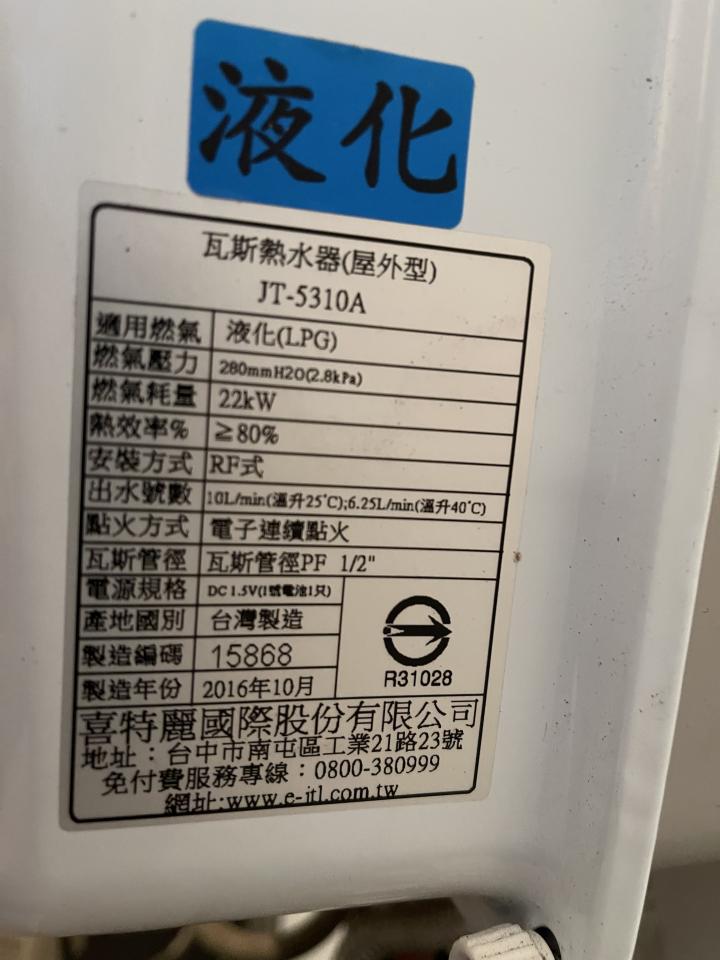 液化
瓦斯熱水器(屋外型)
JT-5310A
適用燃氣 液化(LPG)
燃氣壓力 280mmH2O(2.8kPa)
燃氣耗量 22kW
熱效率% ≧80%
安裝方式 RF式
出水號數 10L/min(溫升25˚C);6.25L/min(溫升40˚C)
點火方式 電子連續點火
瓦斯管徑 瓦斯管徑PF 1/2"
電源規格 DC 1.5V(1號電池1只)
產地國別 台灣製造
製造編碼 15868
製造年份 2016年10月
R31028
喜特麗國際股份有限公司
地址：台中市南屯區工業21路23號
免付費服務專線：0800-380999
網址:www.e-jtl.com.tw